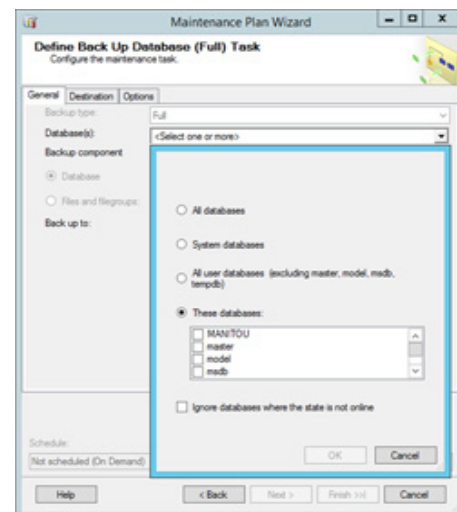 Maintenance Plan Wizard
Define Back Up Database (Full) Task
Configure the maintenance task.
General Destination Options
Backup type: Full
Database(s): <Select one or more>
Backup component
Database
Files and filegroups:
Back up to:
All databases
System databases
All user databases (excluding master, model, msdb,
tempdb)
These databases:
MANITOU
master
model
msdb
Ignore databases where the state is not online
OK Cancel
Schedule:
Not scheduled (On Demand)
Help < Back Next > Finish >>| Cancel